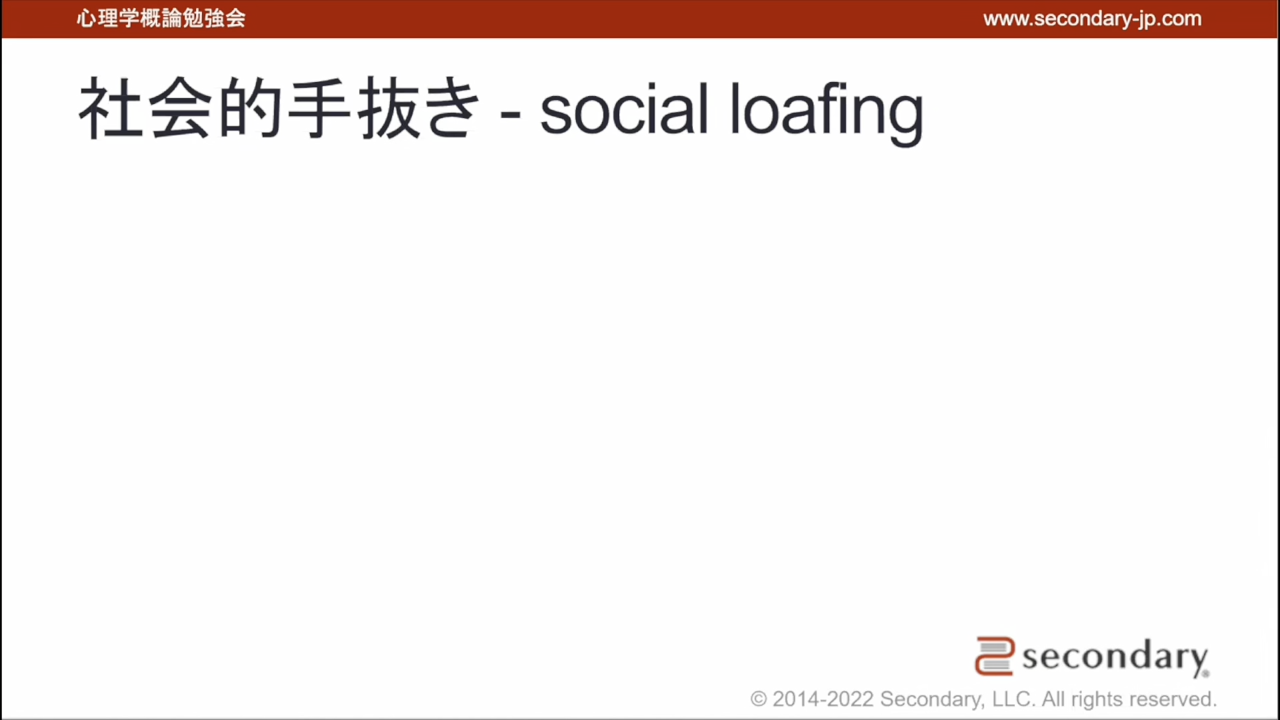 心理学概論勉強会
www.secondary-jp.com
社会的手抜き - social loafing
secondary®
© 2014-2022 Secondary, LLC. All rights reserved.